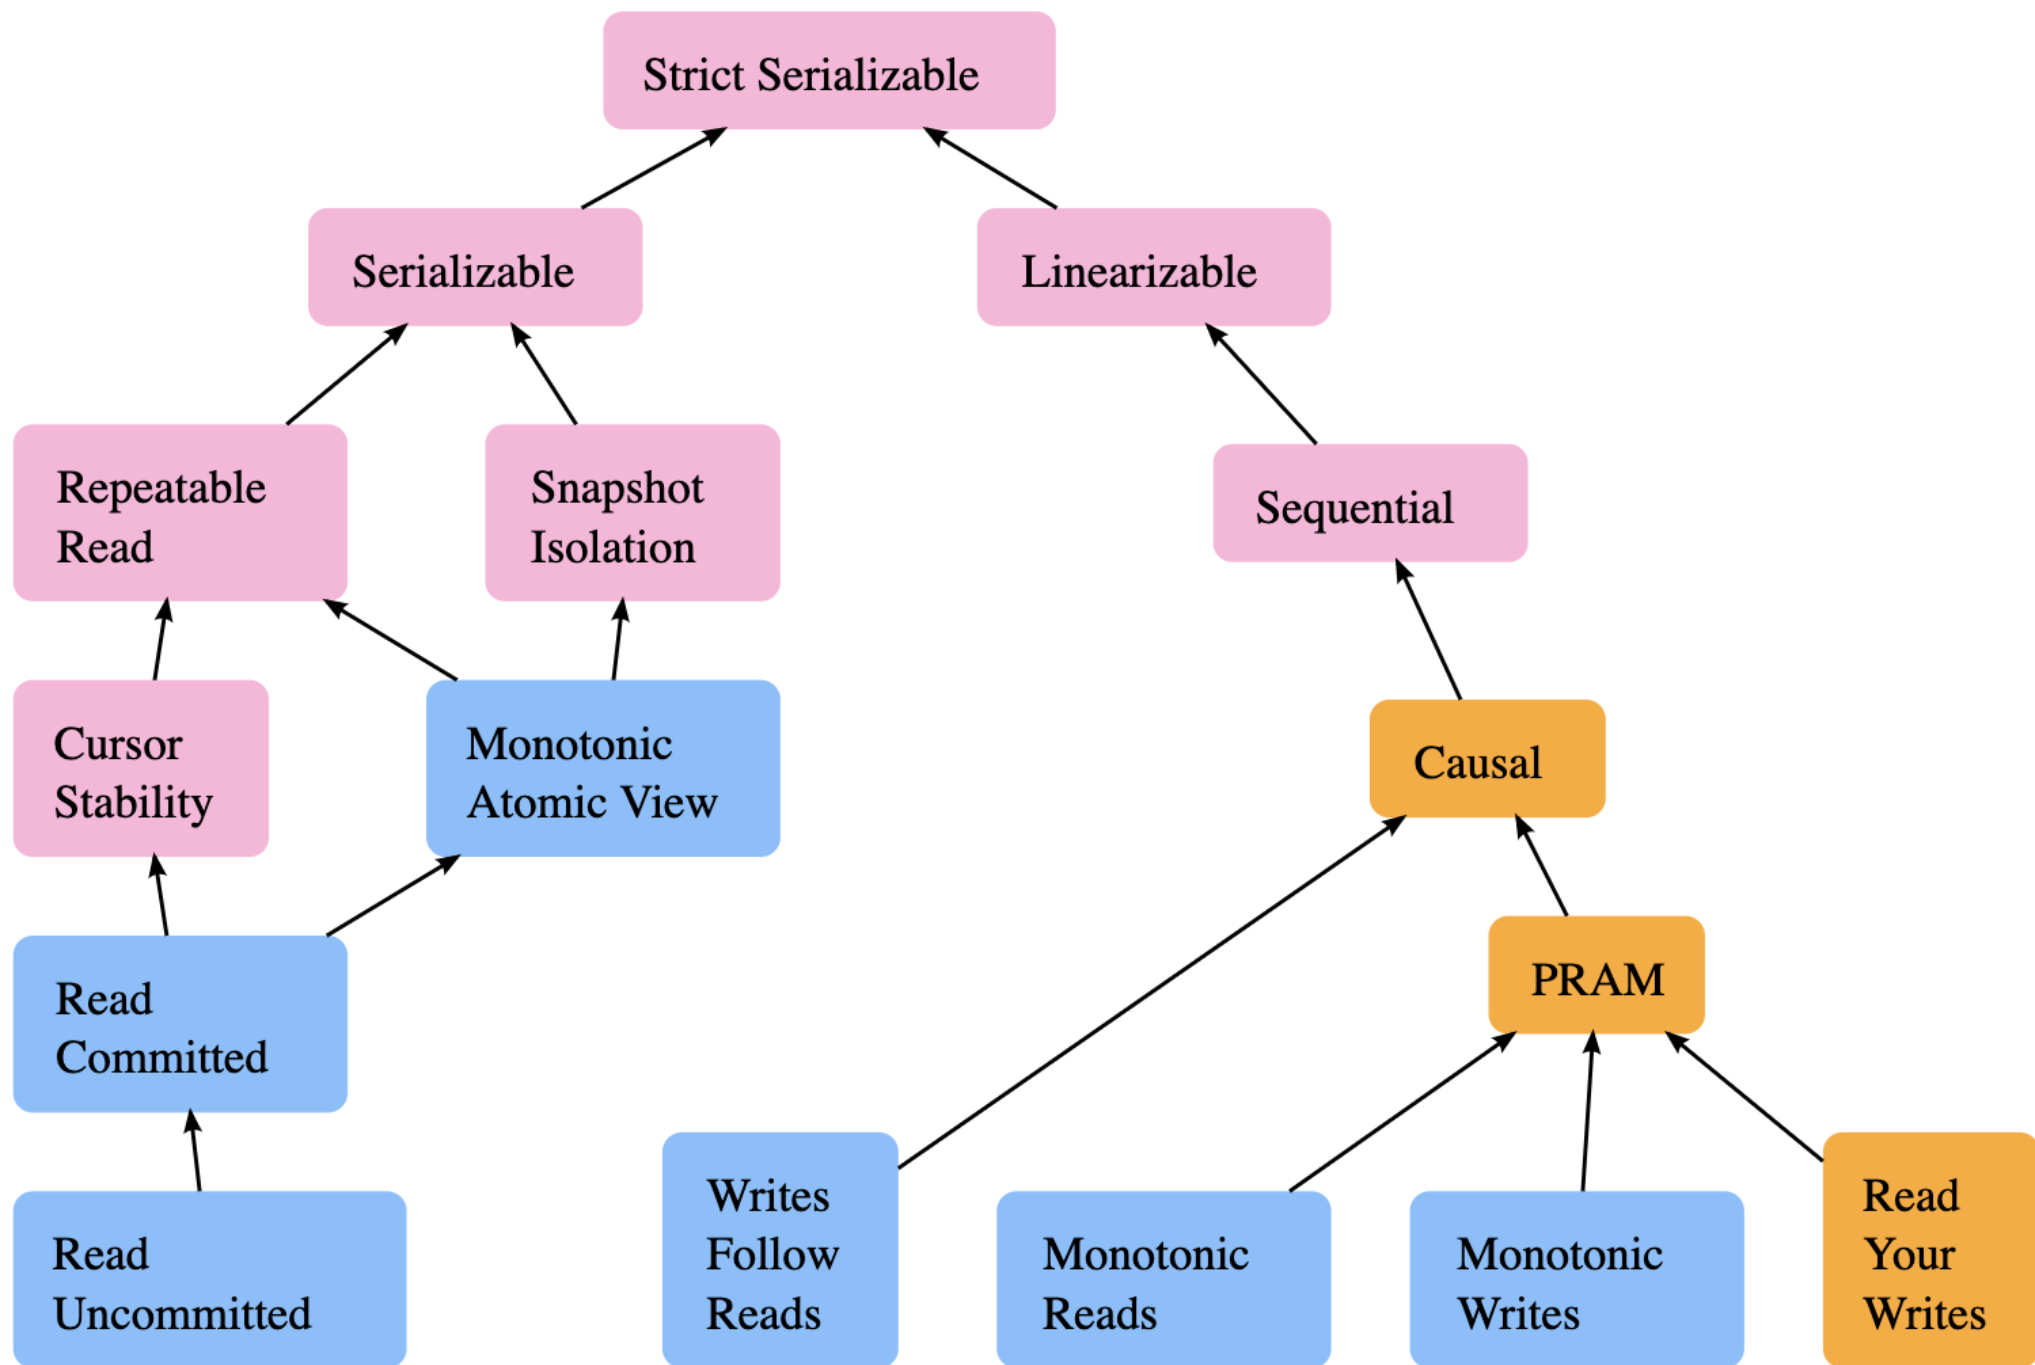 Strict Serializable
Serializable
Linearizable
Repeatable
Read
Snapshot
Isolation
Sequential
Cursor
Stability
Monotonic
Atomic View
Causal
Read
Committed
PRAM
Read
Uncommitted
Writes
Follow
Reads
Monotonic
Reads
Monotonic
Writes
Read
Your
Writes